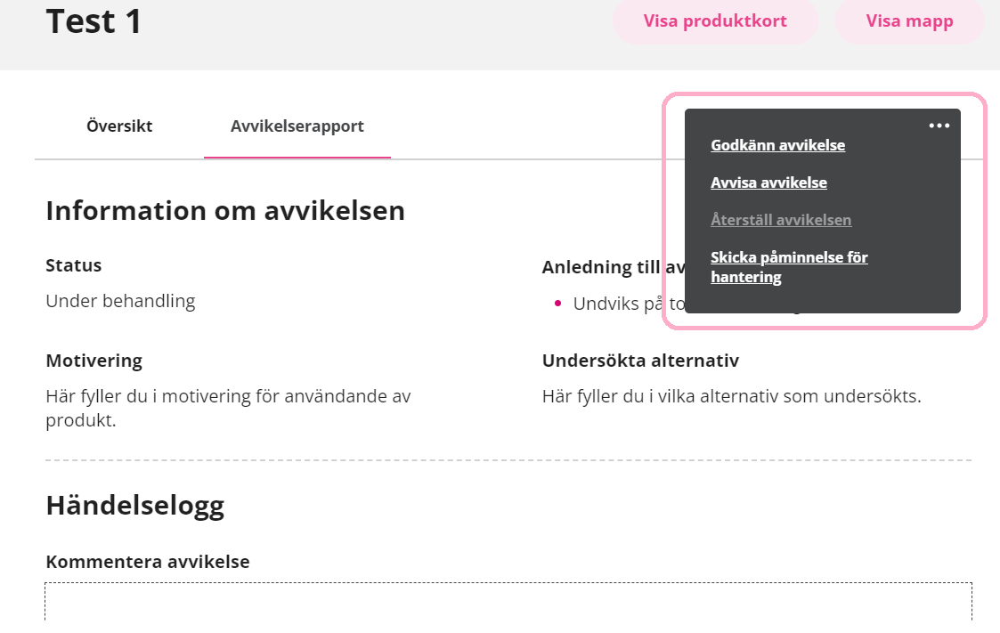 Test 1
Visa produktkort
Visa mapp
Översikt
Avvikelserapport
Godkänn avvikelse
Avvisa avvikelse
Återställ avvikelsen
Skicka påminnelse för
hantering
Information om avvikelsen
Status
Under behandling
Anledning till av
Undviks på to
Motivering
Här fyller du i motivering för användande av
produkt.
Undersökta alternativ
Här fyller du i vilka alternativ som undersökts.
Händelselogg
Kommentera avvikelse